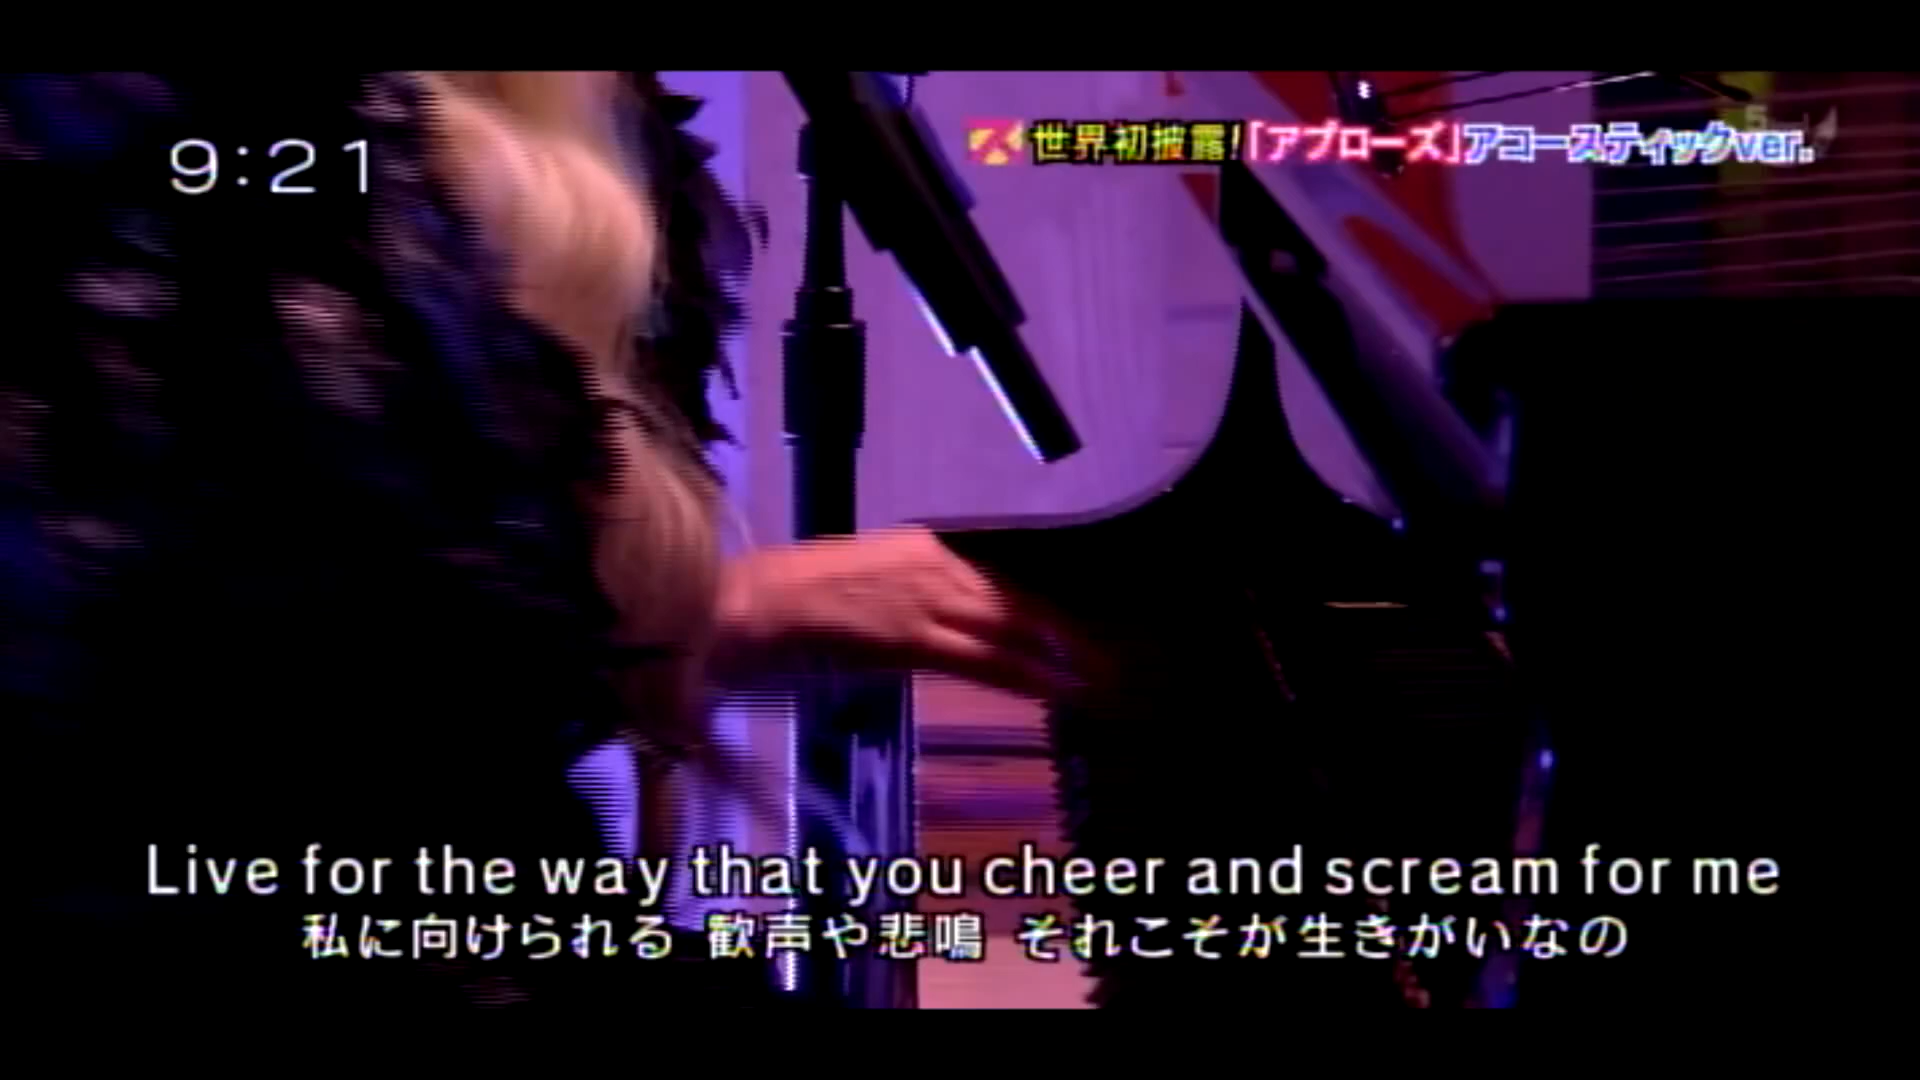 9:21
世界初披露!「アプローズ」アコースティックver.
Live for the way that you cheer and scream for me
私に向けられる 歓声や悲鳴 それこそが生きがいなの